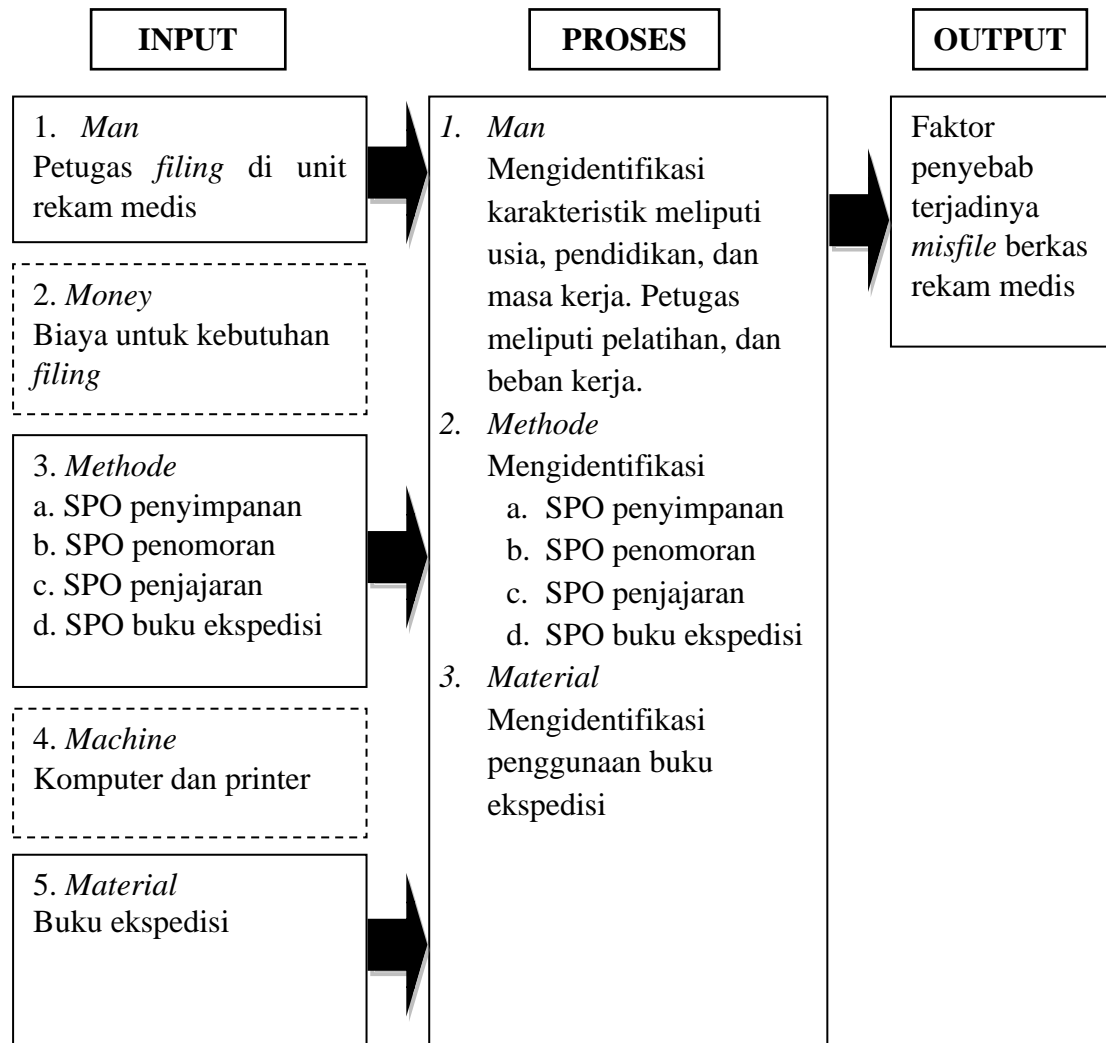 INPUT
PROSES
OUTPUT
1. Man
Petugas filing di unit
rekam medis
2. Money
Biaya untuk kebutuhan
filing
3. Methode
a. SPO penyimpanan
b. SPO penomoran
c. SPO penjajaran
d. SPO buku ekspedisi
4. Machine
Komputer dan printer
5. Material
Buku ekspedisi
1. Man
Mengidentifikasi
karakteristik meliputi
usia, pendidikan, dan
masa kerja. Petugas
meliputi pelatihan, dan
beban kerja.
2. Methode
Mengidentifikasi
a. SPO penyimpanan
b. SPO penomoran
c. SPO penjajaran
d. SPO buku ekspedisi
3. Material
Mengidentifikasi
penggunaan buku
ekspedisi
Faktor
penyebab
terjadinya
misfile berkas
rekam medis